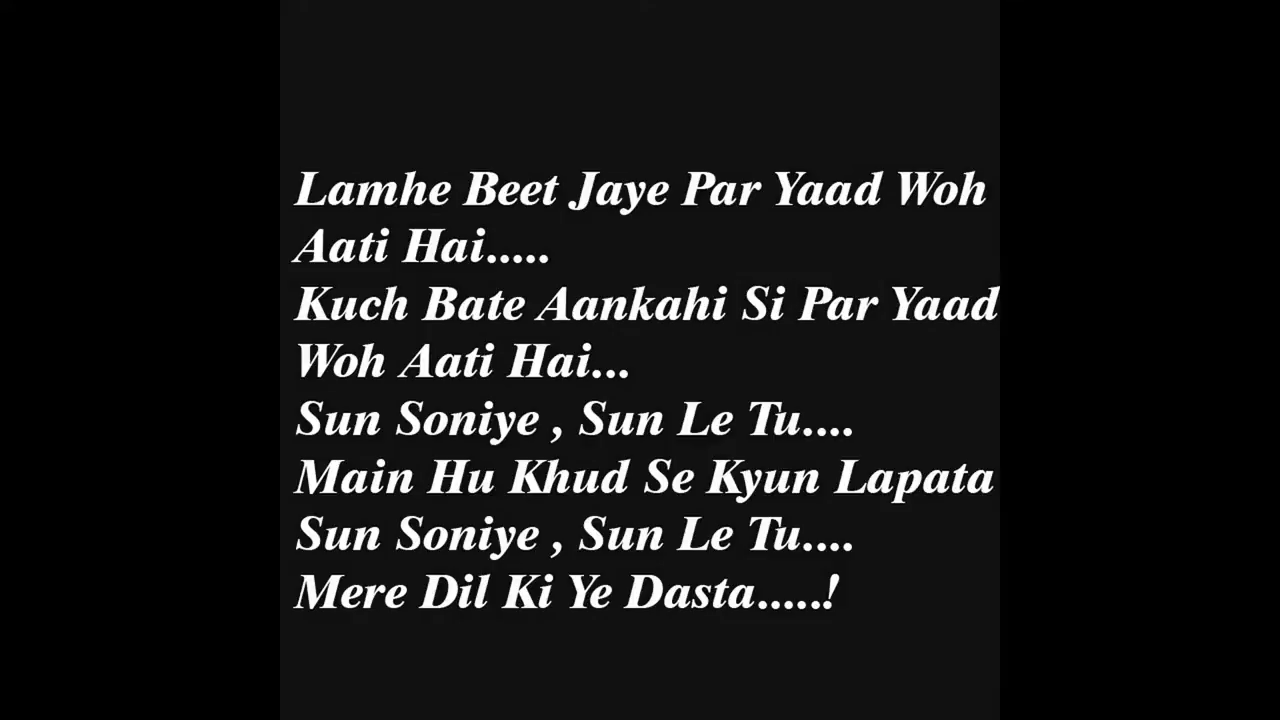 Lamhe Beet Jaye Par Yaad Woh
Aati Hai.....
Kuch Bate Aankahi Si Par Yaad
Woh Aati Hai...
Sun Soniye , Sun Le Tu....
Main Hu Khud Se Kyun Lapata
Sun Soniye , Sun Le Tu....
Mere Dil Ki Ye Dasta.....!